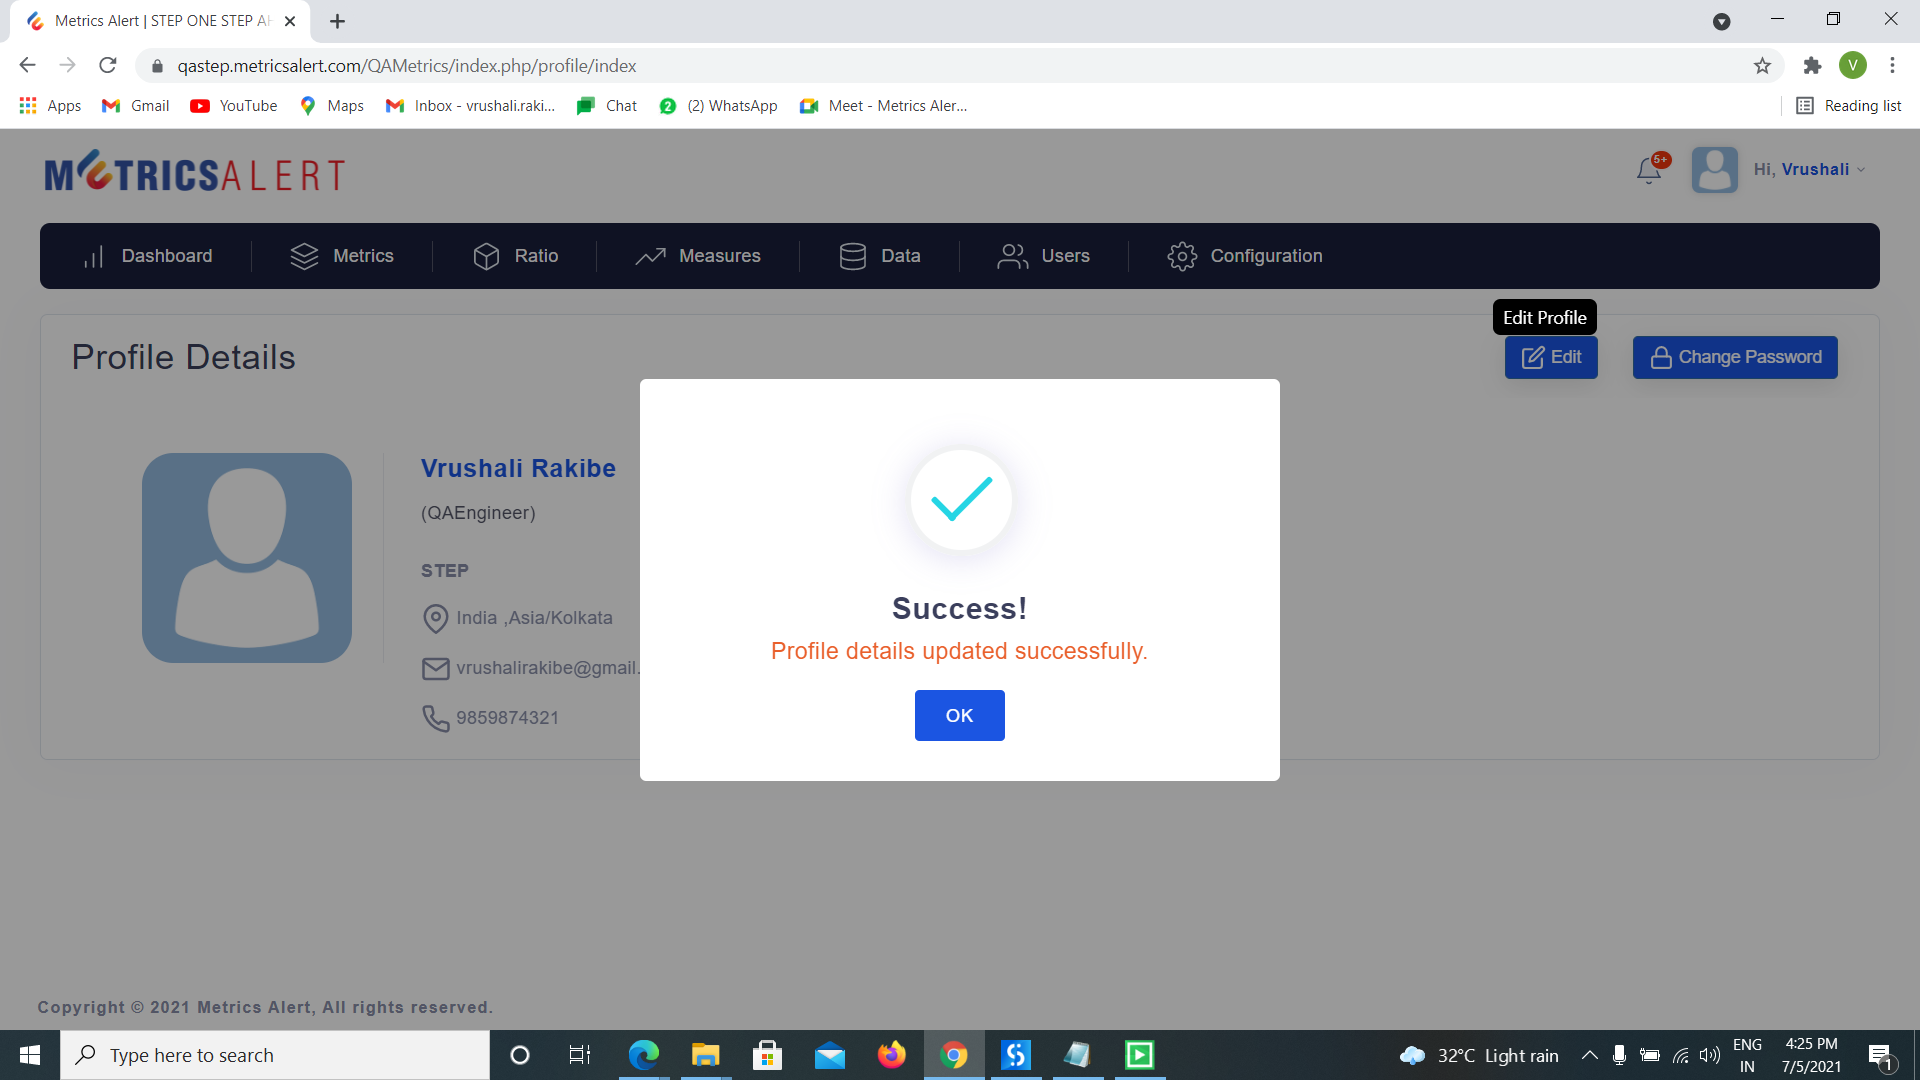 Metrics Alert | STEP ONE STEP AH
qastep.metricsalert.com/QAMetrics/index.php/profile/index
V
Apps Gmail YouTube Maps Inbox - vrushali.raki... Chat 2 (2) WhatsApp Meet - Metrics Aler... Reading list
METRICSALERT
5+
Hi, Vrushali
Dashboard Metrics Ratio Measures Data Users Configuration
Edit Profile
Profile Details
Edit
Change Password
Vrushali Rakibe
(QAEngineer)
STEP
India ,Asia/Kolkata
vrushalirakibe@gmail.
9859874321
Success!
Profile details updated successfully.
OK
Copyright © 2021 Metrics Alert, All rights reserved.
Type here to search
32°C Light rain
ENG
IN
4:25 PM
7/5/2021
1